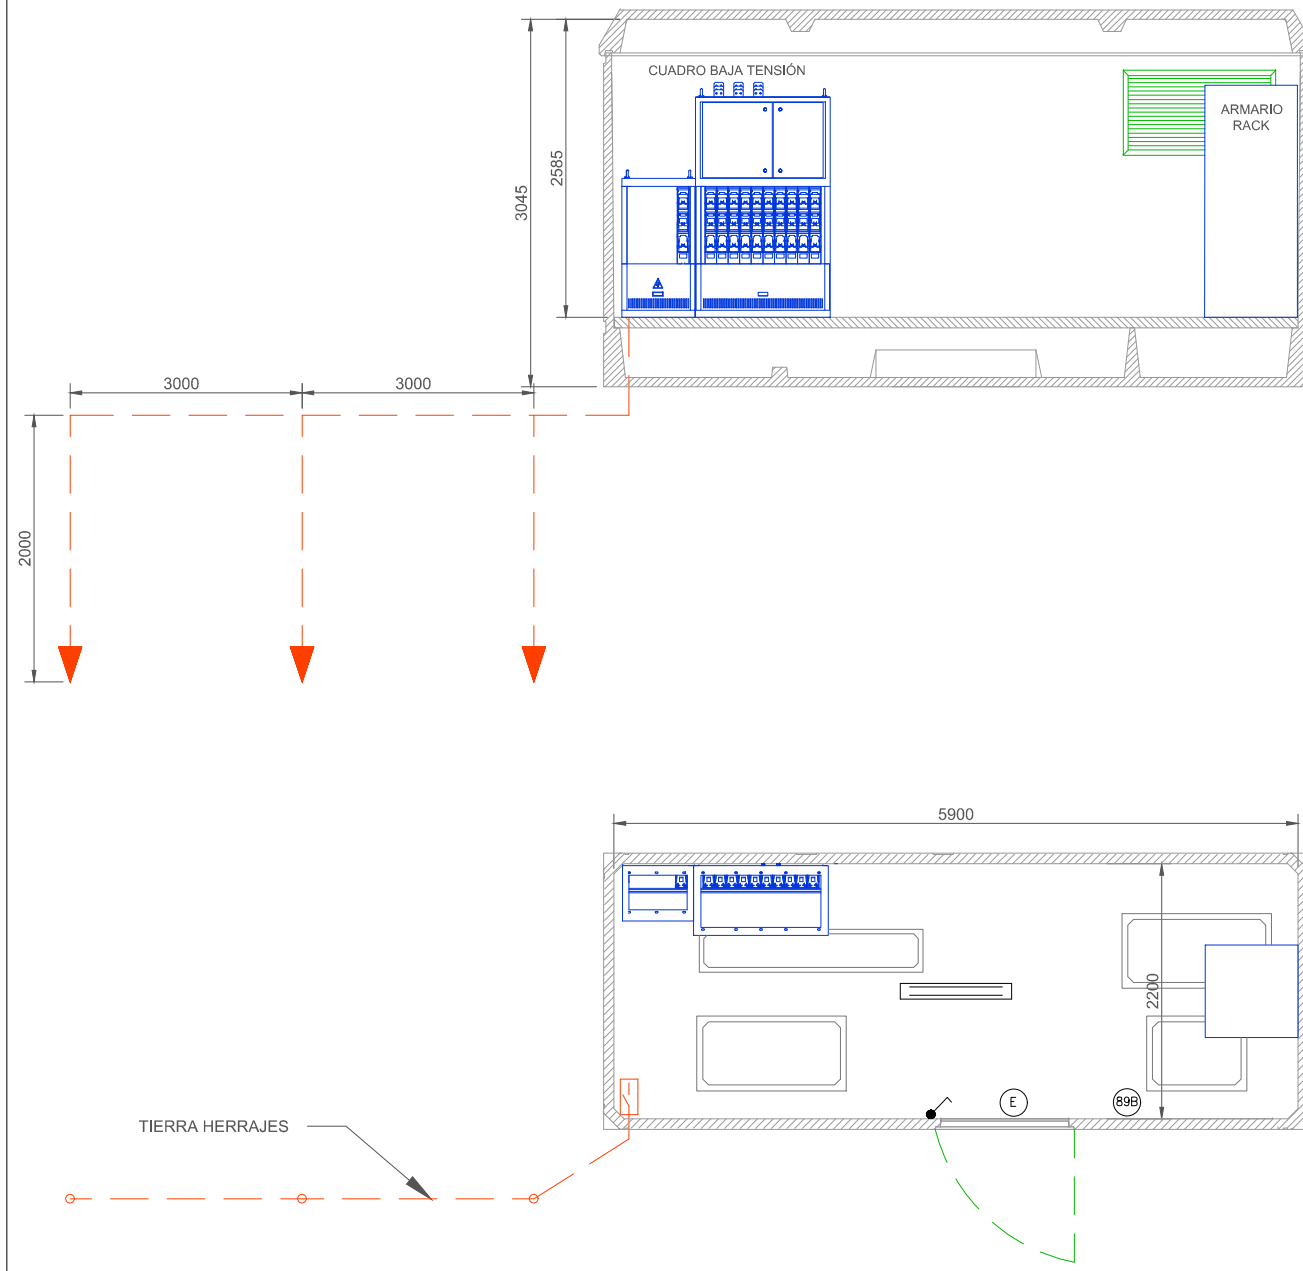 CUADRO BAJA TENSIÓN
ARMARIO
RACK
2585
3045
3000
3000
2000
5900
2200
E
89B
TIERRA HERRAJES